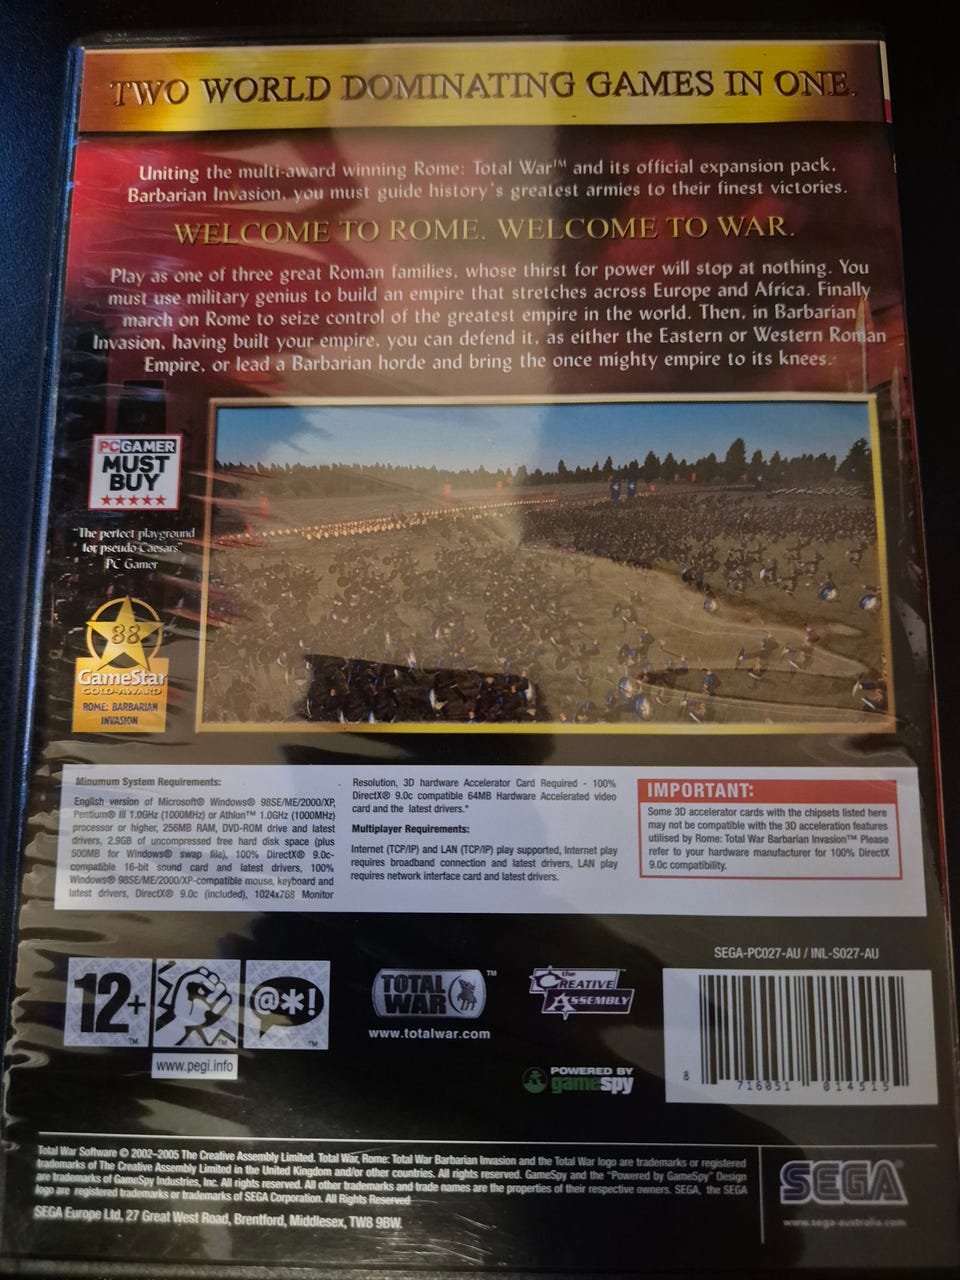 TWO WORLD DOMINATING GAMES IN ONE.
Uniting the multi-award winning Rome: Total War™ and its official expansion pack,
Barbarian Invasion, you must guide history's greatest armies to their finest victories.
WELCOME TO ROME. WELCOME TO WAR.
Play as one of three great Roman families, whose thirst for power will stop at nothing. You
must use military genius to build an empire that stretches across Europe and Africa. Finally
march on Rome to seize control of the greatest empire in the world. Then, in Barbarian
Invasion, having built your empire, you can defend it, as either the Eastern or Western Roman
Empire, or lead a Barbarian horde and bring the once mighty empire to its knees.
PCGAMER
MUST
BUY
"The perfect playground
for pseudo-Caesars"
PC Gamer
88
GameStar
GOLD-AWARD
ROME: BARBARIAN
INVASION
Minumum System Requirements:
English version of Microsoft® Windows® 98SE/ME/2000/XP,
Pentium® III 1.0GHz (1000MHz) or Athlon™ 1.0GHz (1000MHz)
processor or higher, 256MB RAM, DVD-ROM drive and latest
drivers, 2.9GB of uncompressed free hard disk space (plus
500MB for Windows® swap file), 100% DirectX® 9.0c-
compatible 16-bit sound card and latest drivers, 100%
Windows® 98SE/ME/2000/XP-compatible mouse, keyboard and
latest drivers, DirectX® 9.0c (included), 1024x768 Monitor
Resolution, 3D hardware Accelerator Card Required - 100%
DirectX® 9.0c compatible 64MB Hardware Accelerated video
card and the latest drivers.*
Multiplayer Requirements:
Internet (TCP/IP) and LAN (TCP/IP) play supported, Internet play
requires broadband connection and latest drivers, LAN play
requires network interface card and latest drivers.
IMPORTANT:
Some 3D accelerator cards with the chipsets listed here
may not be compatible with the 3D acceleration features
utilised by Rome: Total War Barbarian Invasion™ Please
refer to your hardware manufacturer for 100% DirectX
9.0c compatibility.
SEGA-PC027-AU / INL-S027-AU
12+™
@*!™
www.pegi.info
TOTAL WAR™
www.totalwar.com
the CREATIVE ASSEMBLY™
POWERED BY
gamespy
8 716051 014515
Total War Software © 2002–2005 The Creative Assembly Limited. Total War, Rome: Total War Barbarian Invasion and the Total War logo are trademarks or registered
trademarks of The Creative Assembly Limited in the United Kingdom and/or other countries. All rights reserved. GameSpy and the "Powered by GameSpy" Design
are trademarks of GameSpy Industries, Inc. All rights reserved. All other trademarks and trade names are the properties of their respective owners. SEGA, the SEGA
logo are registered trademarks or trademarks of SEGA Corporation. All Rights Reserved
SEGA Europe Ltd, 27 Great West Road, Brentford, Middlesex, TW8 9BW.
SEGA®
www.sega-australia.com